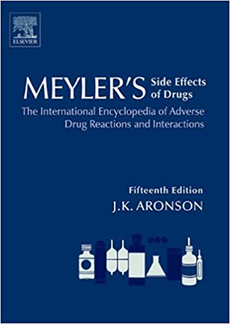 ELSEVIER
MEYLER'S Side Effects
of Drugs
The International Encyclopedia of Adverse
Drug Reactions and Interactions
Fifteenth Edition
J.K. ARONSON